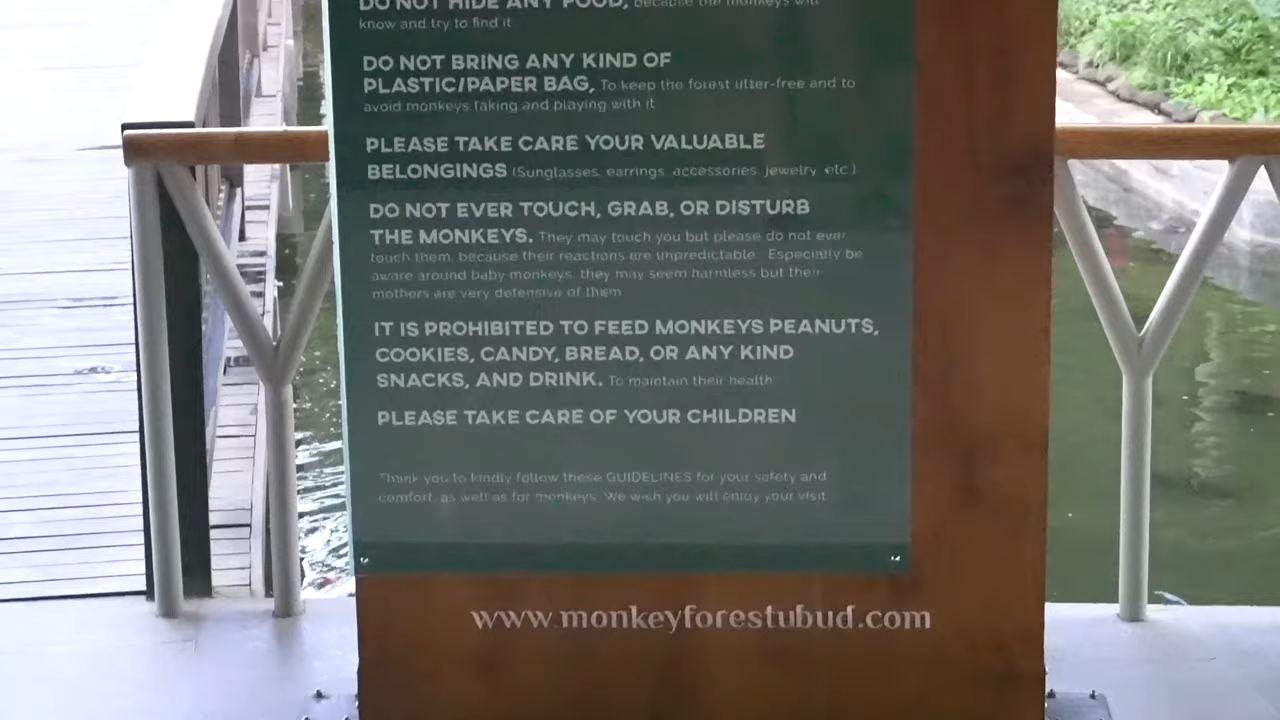 DO NOT HIDE ANY FOOD, because the monkeys will
know and try to find it
DO NOT BRING ANY KIND OF
PLASTIC/PAPER BAG, To keep the forest utter-free and to
avoid monkeys taking and playing with it
PLEASE TAKE CARE YOUR VALUABLE
BELONGINGS (Sunglasses, earrings, accessories, jewelry, etc.)
DO NOT EVER TOUCH, GRAB, OR DISTURB
THE MONKEYS. They may touch you but please do not ever
touch them, because their reactions are unpredictable. Especially be
aware around baby monkeys, they may seem harmless but their
mothers are very defensive of them.
IT IS PROHIBITED TO FEED MONKEYS PEANUTS,
COOKIES, CANDY, BREAD, OR ANY KIND
SNACKS, AND DRINK. To maintain their health
PLEASE TAKE CARE OF YOUR CHILDREN
Thank you to kindly follow these GUIDELINES for your safety and
comfort, as well as for monkeys. We wish you will enjoy your visit
www.monkeyforestubud.com